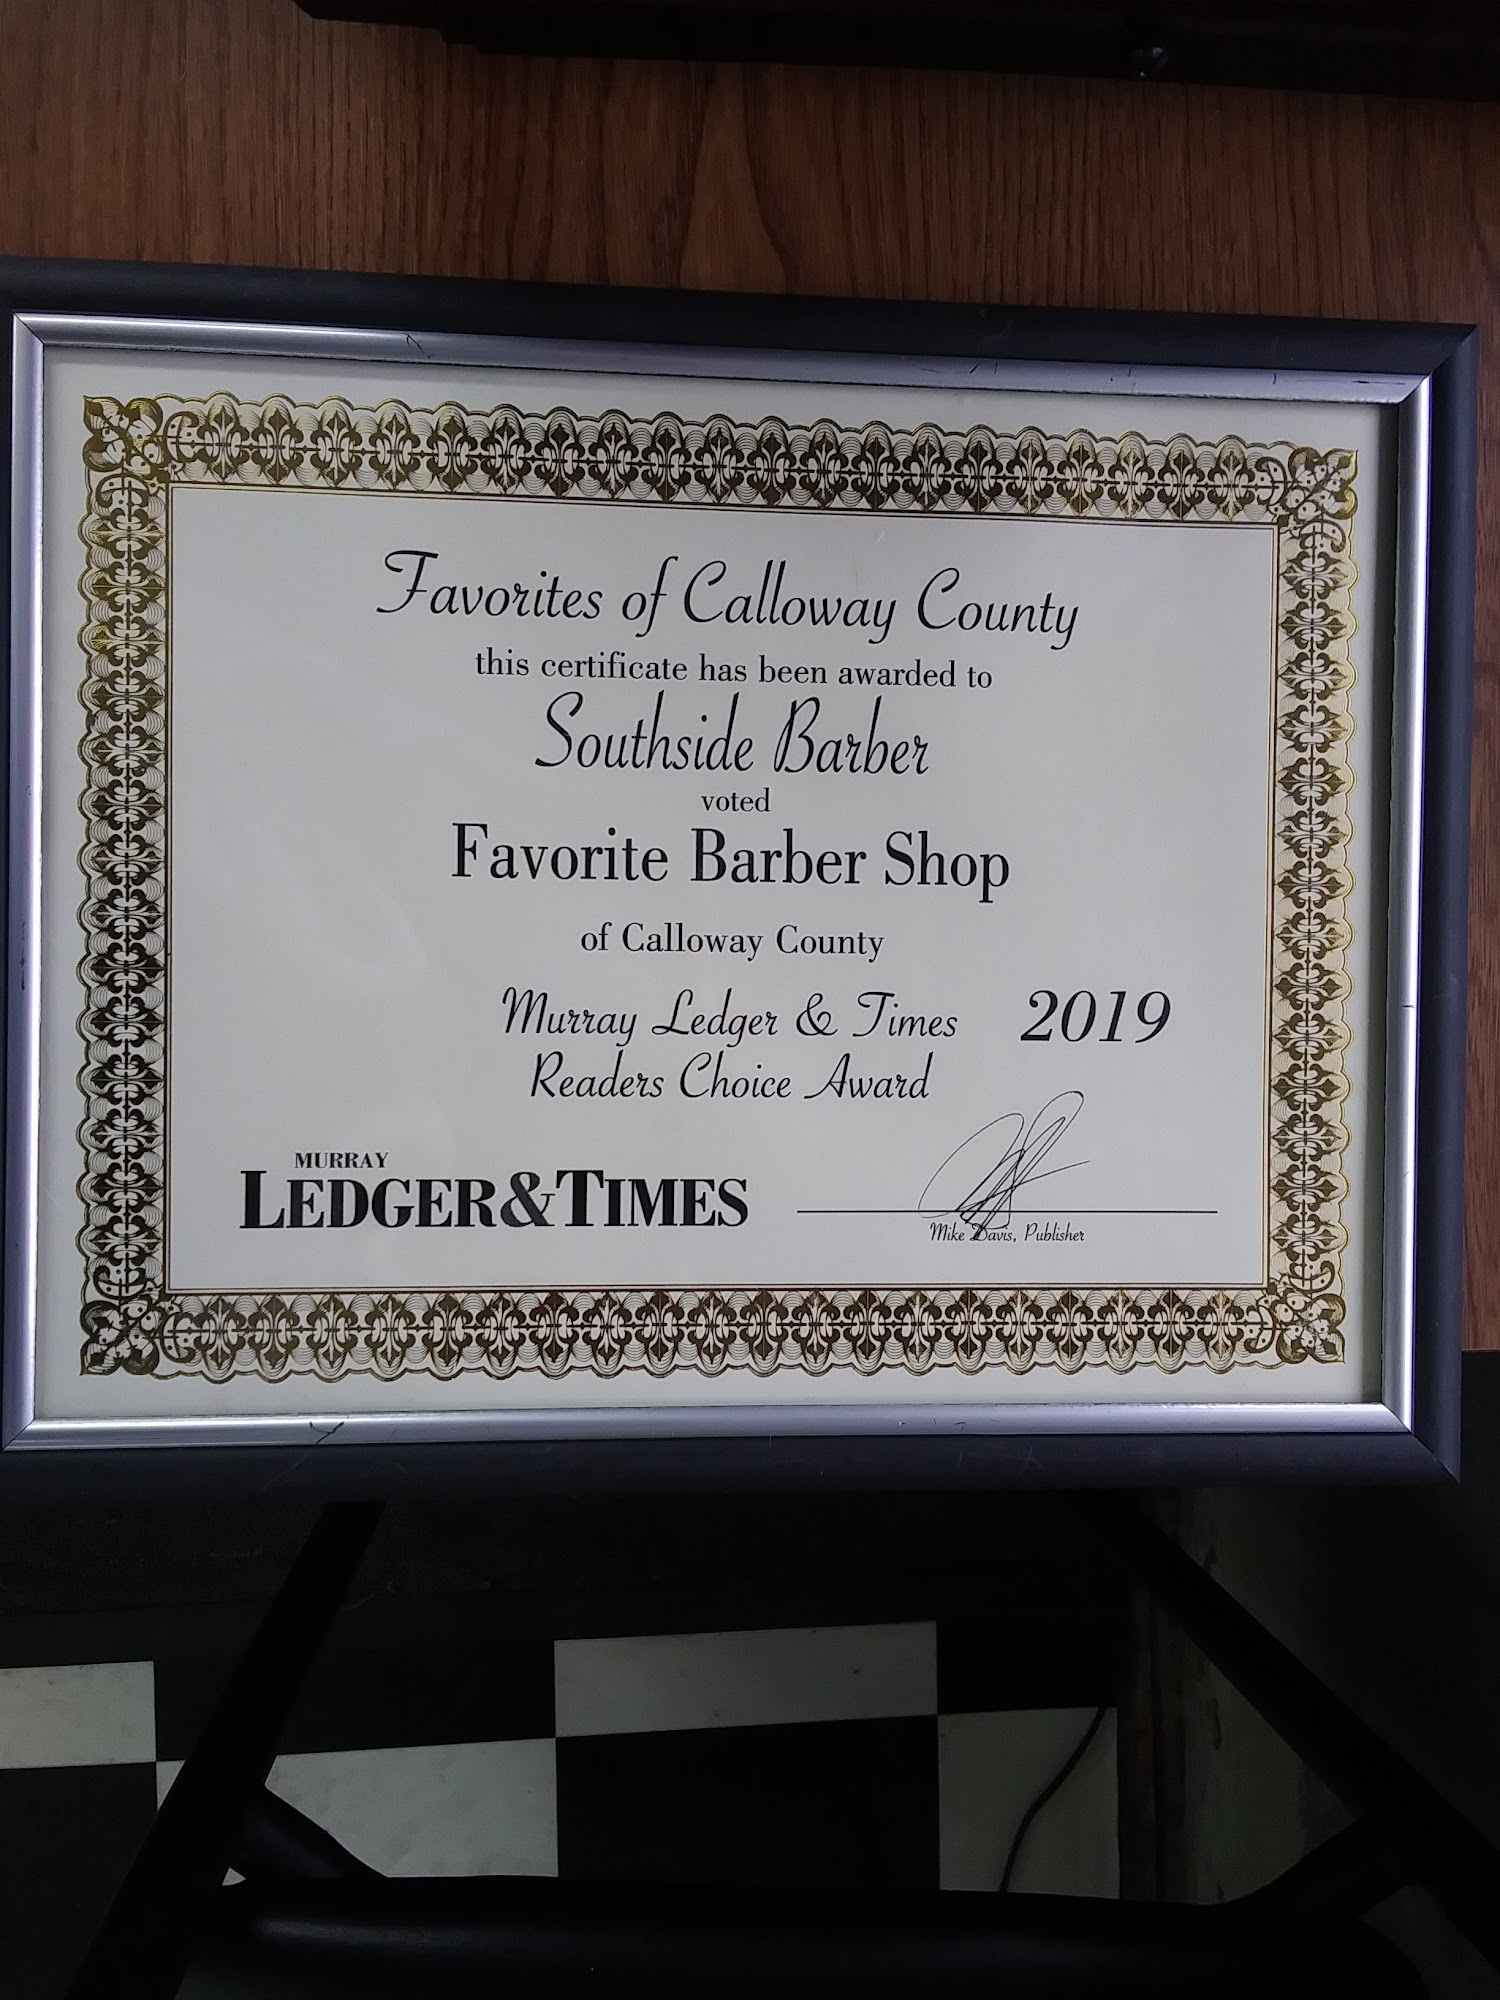 Favorites of Calloway County
this certificate has been awarded to
Southside Barber
voted
Favorite Barber Shop
of Calloway County
Murray Ledger & Times 2019
Readers Choice Award
MURRAY
LEDGER&TIMES
Mike Davis, Publisher